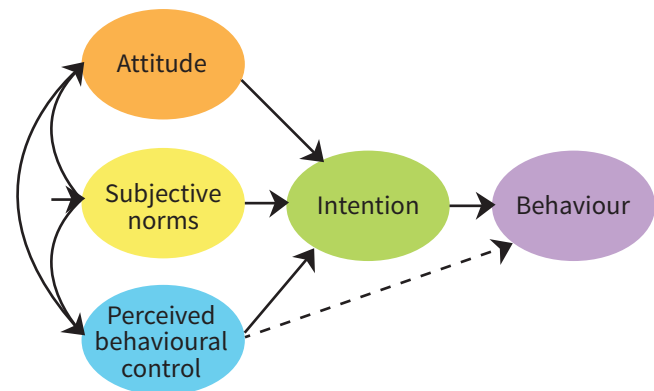 Attitude
Subjective
norms
Intention
Behaviour
Perceived
behavioural
control